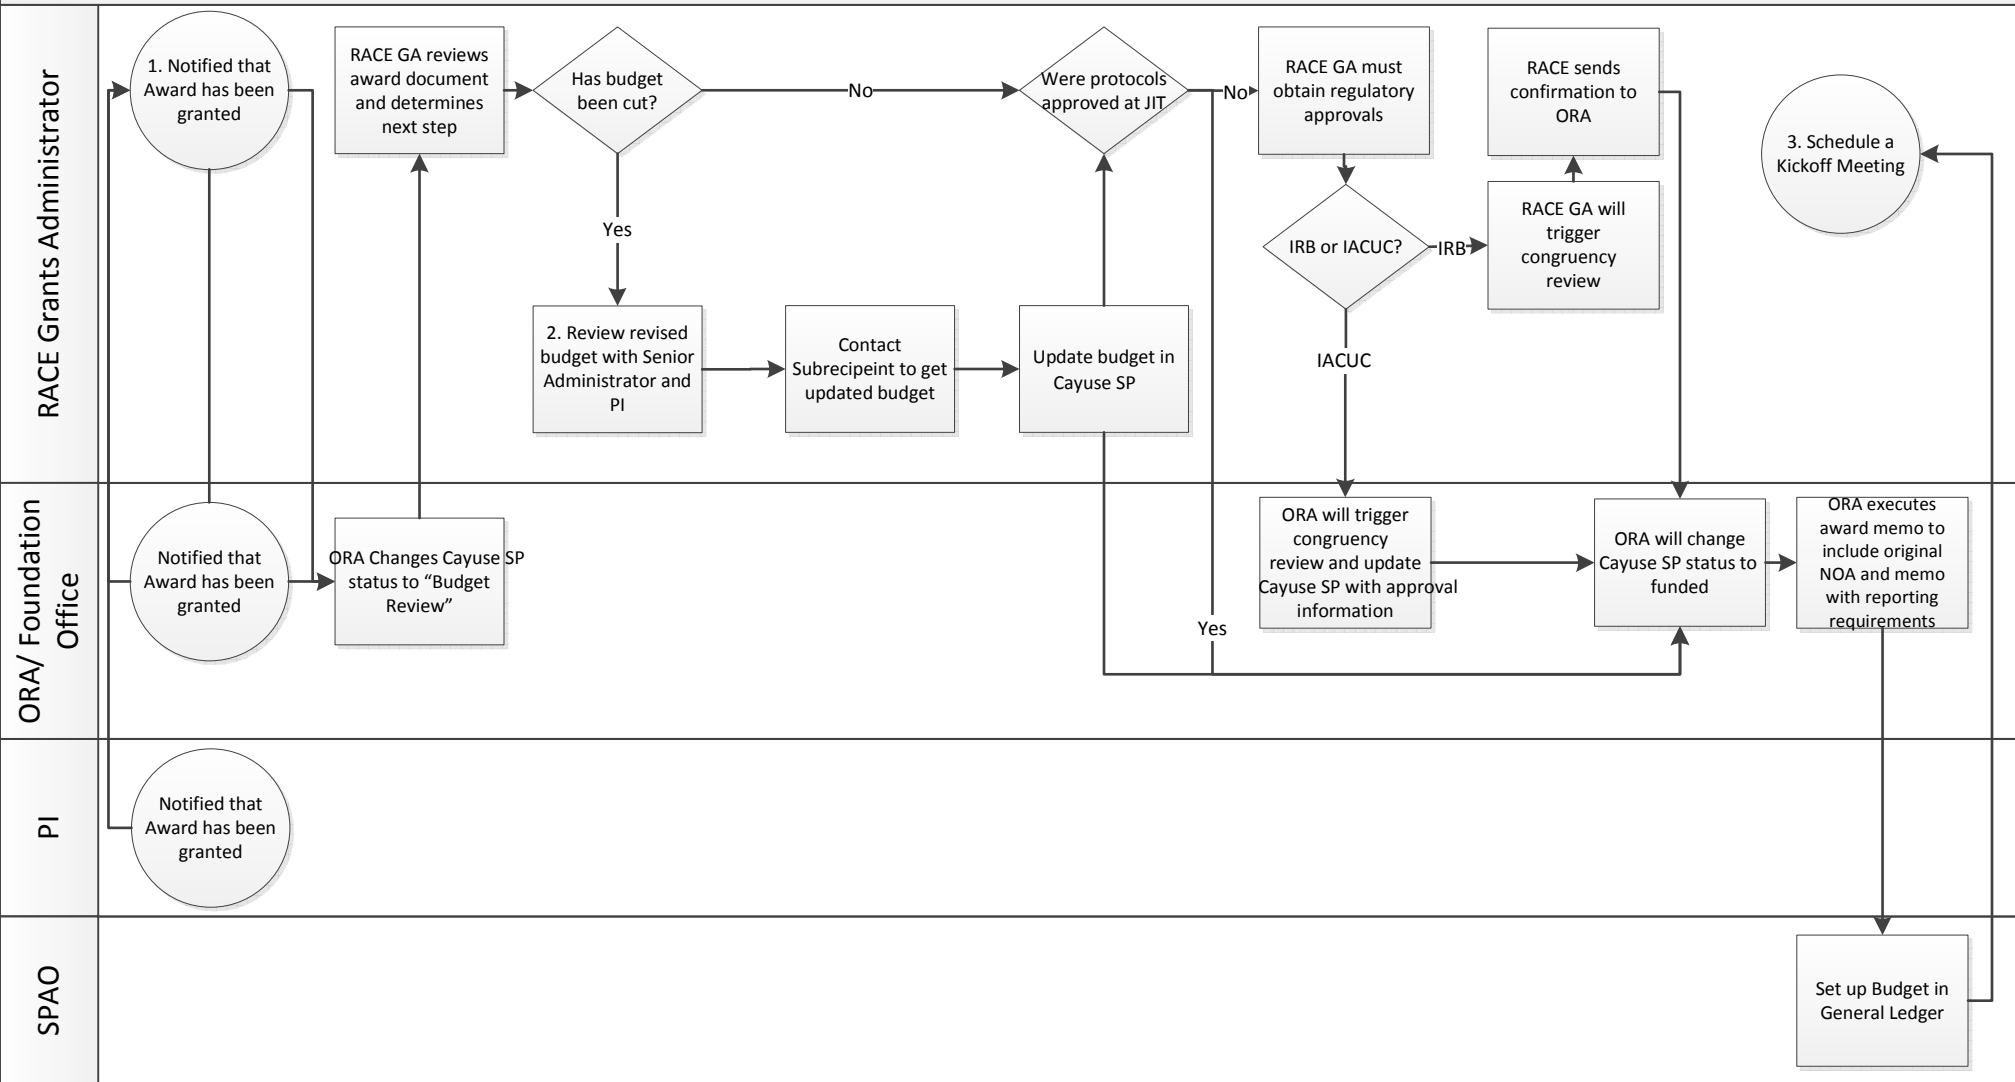 RACE Grants Administrator
1. Notified that
Award has been
granted
RACE GA reviews
award document
and determines
next step
Has budget
been cut?
No
Were protocols
approved at JIT
No
RACE GA must
obtain regulatory
approvals
RACE sends
confirmation to
ORA
3. Schedule a
Kickoff Meeting
Yes
IRB or IACUC?
IRB
RACE GA will
trigger
congruency
review
2. Review revised
budget with Senior
Administrator and
PI
Contact
Subrecipeint to get
updated budget
Update budget in
Cayuse SP
IACUC
ORA/ Foundation
Office
Notified that
Award has been
granted
ORA Changes Cayuse SP
status to “Budget
Review”
Yes
ORA will trigger
congruency
review and update
Cayuse SP with approval
information
ORA will change
Cayuse SP status to
funded
ORA executes
award memo to
include original
NOA and memo
with reporting
requirements
PI
Notified that
Award has been
granted
SPAO
Set up Budget in
General Ledger